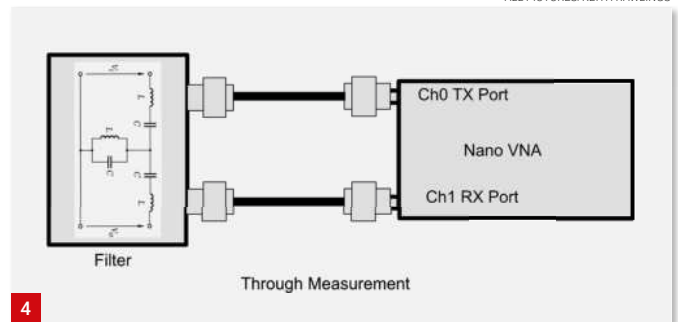 Ch0 TX Port
Nano VNA
Ch1 RX Port
L
C
L
C
C
L
Filter
Through Measurement
4